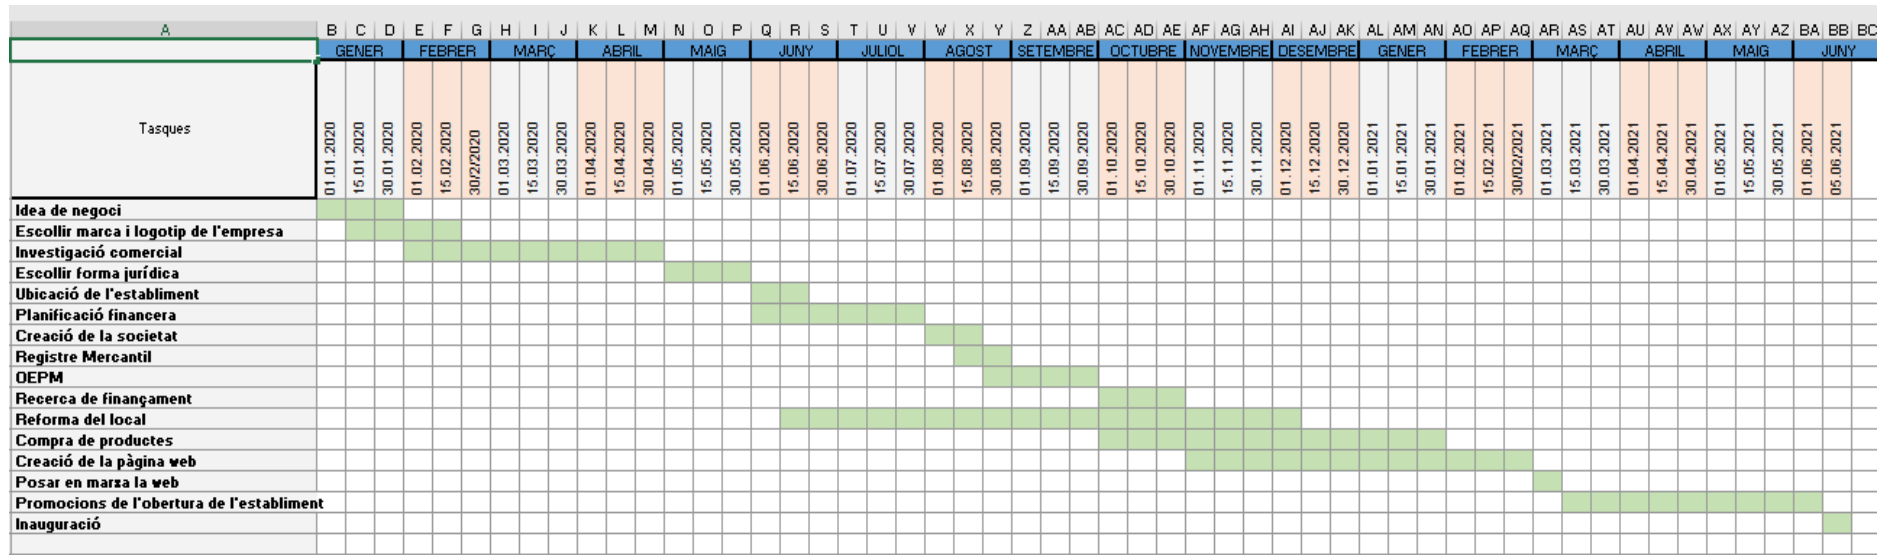 A B C D E F G H I J K L M N O P Q R S T U V W X Y Z AA AB AC AD AE AF AG AH AI AJ AK AL AM AN AO AP AQ AR AS AT AU AV AW AX AY AZ BA BB BC
GENER FEBRER MARÇ ABRIL MAIG JUNY JULIOL AGOST SETEMBRE OCTUBRE NOVEMBRE DESEMBRE GENER FEBRER MARÇ ABRIL MAIG JUNY
Tasques 01.01.2020 15.01.2020 30.01.2020 01.02.2020 15.02.2020 30/2/2020 01.03.2020 15.03.2020 30.03.2020 01.04.2020 15.04.2020 30.04.2020 01.05.2020 15.05.2020 30.05.2020 01.06.2020 15.06.2020 30.06.2020 01.07.2020 15.07.2020 30.07.2020 01.08.2020 15.08.2020 30.08.2020 01.09.2020 15.09.2020 30.09.2020 01.10.2020 15.10.2020 30.10.2020 01.11.2020 15.11.2020 30.11.2020 01.12.2020 15.12.2020 30.12.2020 01.01.2021 15.01.2021 30.01.2021 01.02.2021 15.02.2021 30/02/2021 01.03.2021 15.03.2021 30.03.2021 01.04.2021 15.04.2021 30.04.2021 01.05.2021 15.05.2021 30.05.2021 01.06.2021 05.06.2021
Idea de negoci
Escollir marca i logotip de l'empresa
Investigació comercial
Escollir forma jurídica
Ubicació de l'establiment
Planificació financera
Creació de la societat
Registre Mercantil
OEPM
Recerca de finançament
Reforma del local
Compra de productes
Creació de la pàgina web
Posar en marxa la web
Promocions de l'obertura de l'establiment
Inauguració